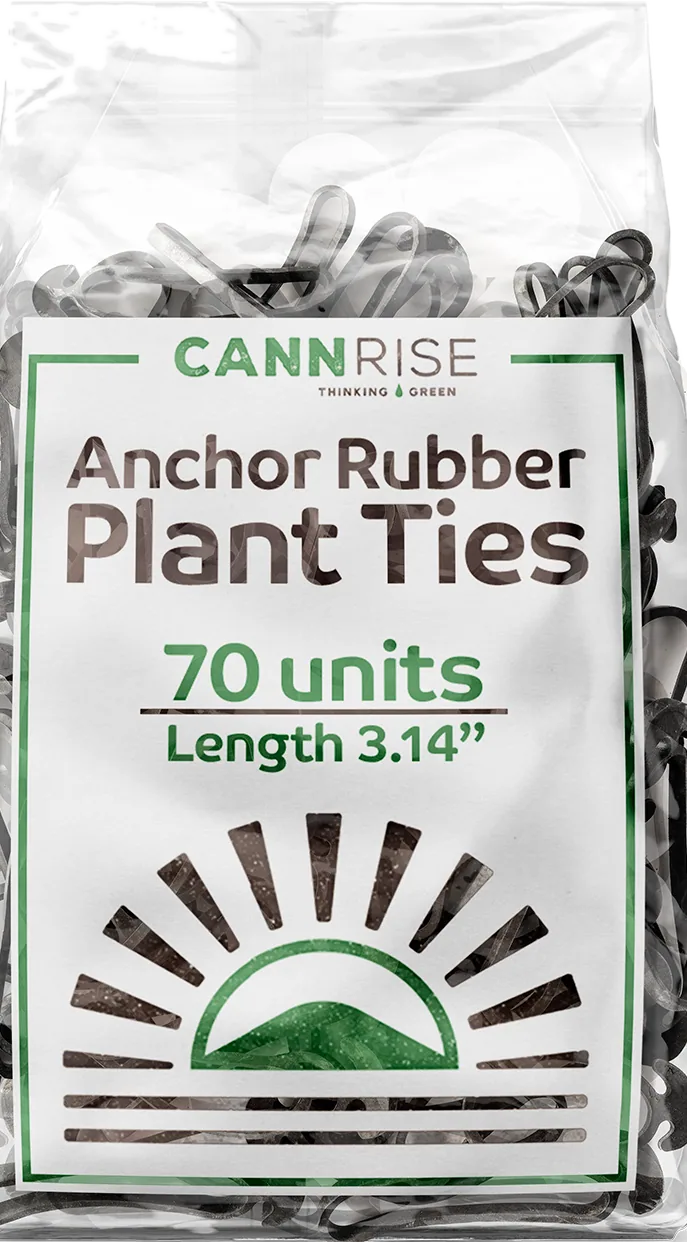 CANNRISE
THINKING GREEN
Anchor Rubber
Plant Ties
70 units
Length 3.14”